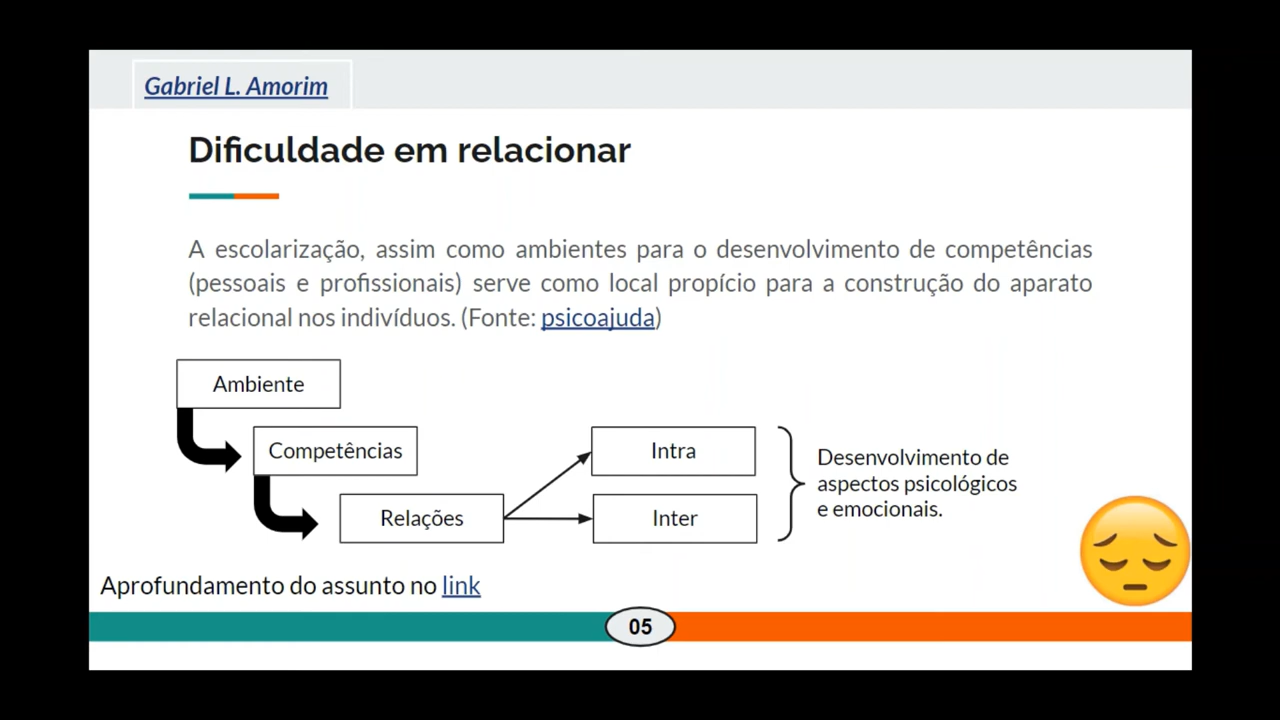 Gabriel L. Amorim
Dificuldade em relacionar
A escolarização, assim como ambientes para o desenvolvimento de competências
(pessoais e profissionais) serve como local propício para a construção do aparato
relacional nos indivíduos. (Fonte: psicoajuda)
Ambiente
Competências
Relações
Intra
Inter
Desenvolvimento de
aspectos psicológicos
e emocionais.
Aprofundamento do assunto no link
05